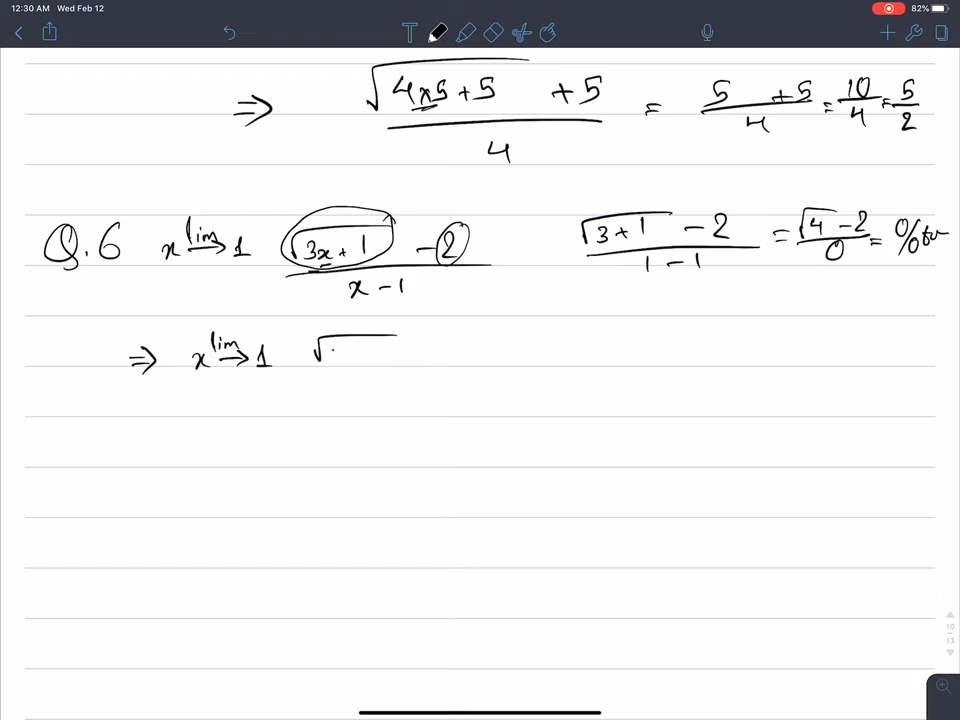 12:30 AM Wed Feb 12 82%
⇒ (√(4×5+5) + 5)/4 = (5 + 5)/4 = 10/4 = 5/2
Q.6 lim x→1 (√(3x+1) - 2)/(x-1) (√(3+1) - 2)/(1-1) = (√4 - 2)/0 = 0/0
⇒ lim x→1 √
10
13